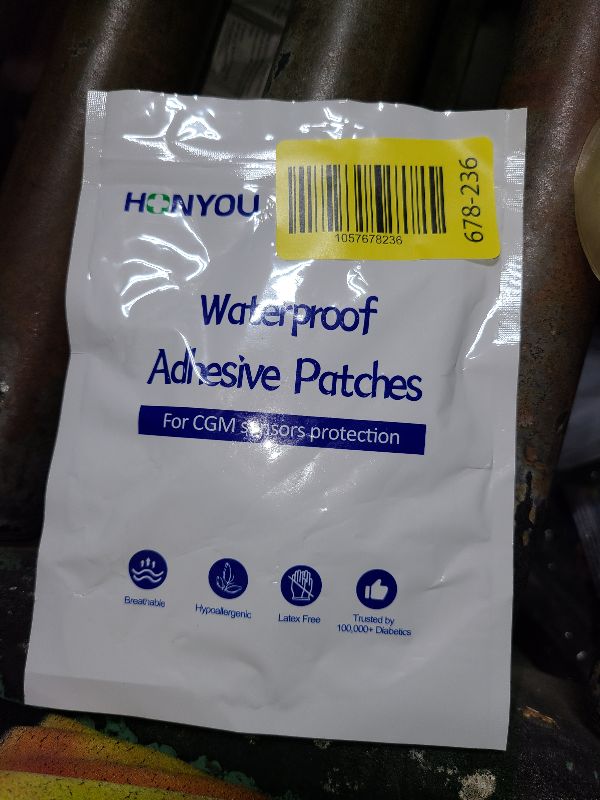 HONYOU
1057678236
678-236
Waterproof
Adhesive Patches
For CGM sensors protection
Breathable
Hypoallergenic
Latex Free
Trusted by
100,000+ Diabetics